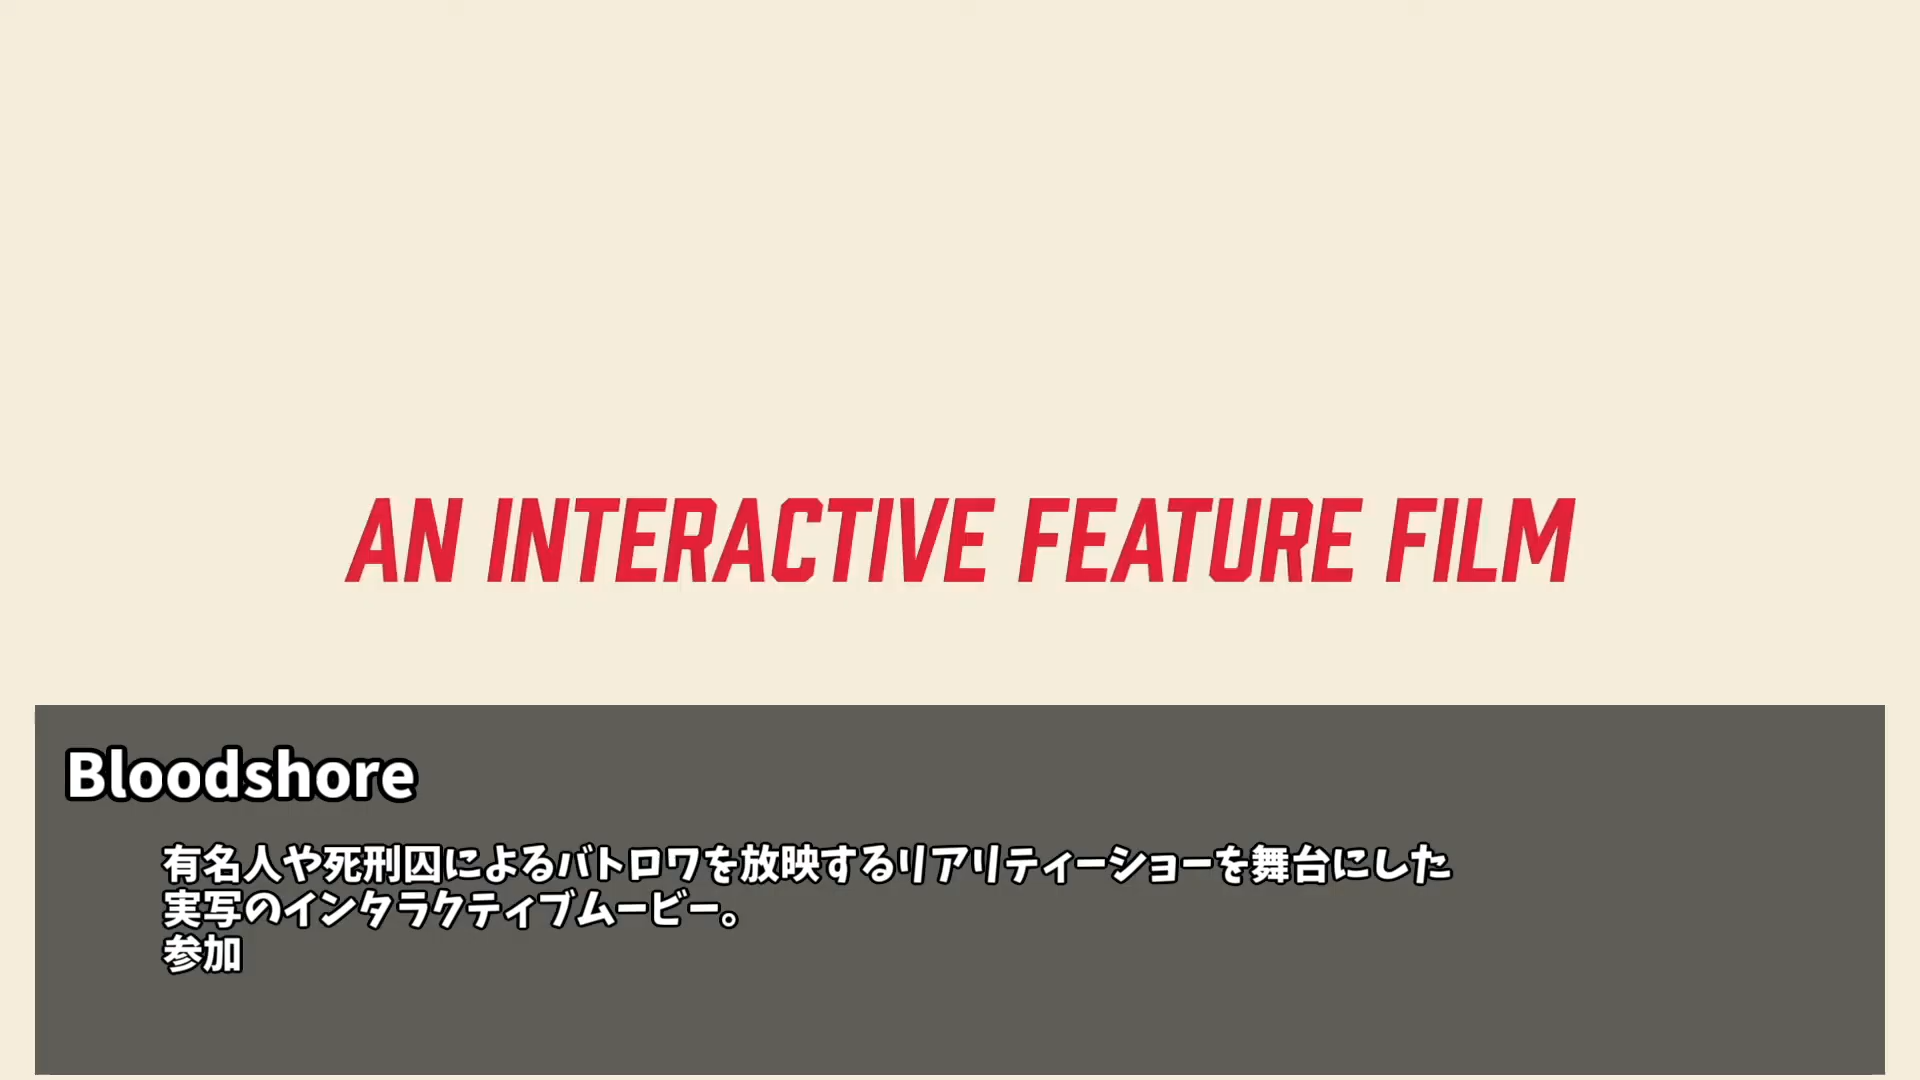 AN INTERACTIVE FEATURE FILM
Bloodshore
有名人や死刑囚によるバトロワを放映するリアリティーショーを舞台にした
実写のインタラクティブムービー。
参加